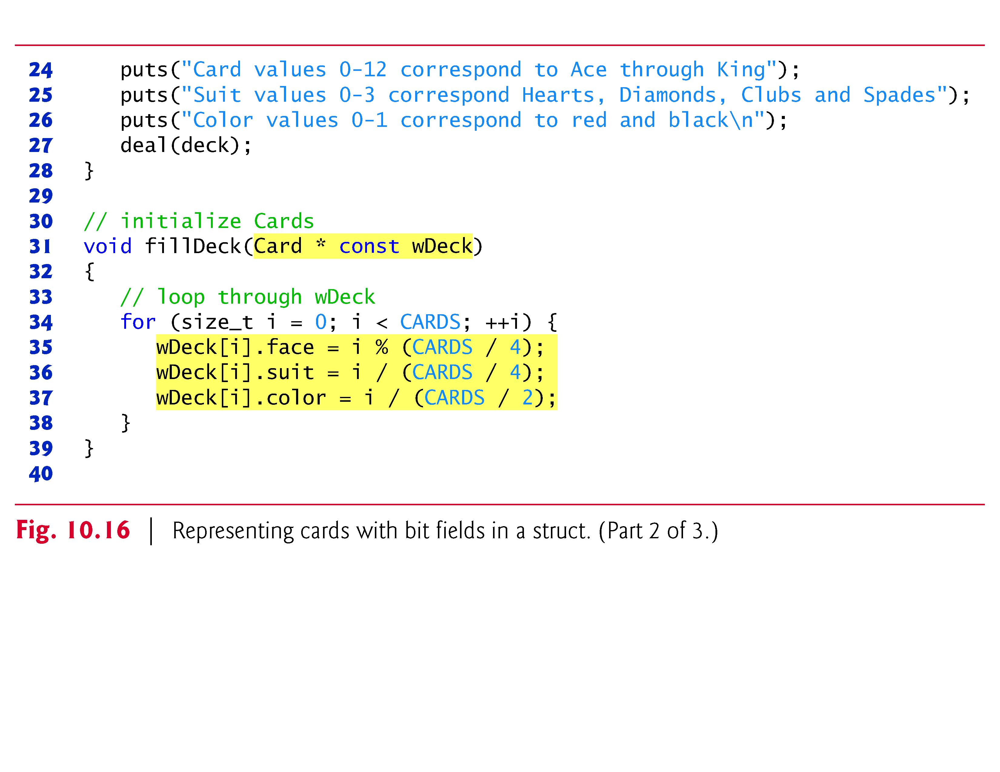 24 puts("Card values 0-12 correspond to Ace through King");
25 puts("Suit values 0-3 correspond Hearts, Diamonds, Clubs and Spades");
26 puts("Color values 0-1 correspond to red and black\n");
27 deal(deck);
28 }
29
30 // initialize Cards
31 void fillDeck(Card * const wDeck)
32 {
33 // loop through wDeck
34 for (size_t i = 0; i < CARDS; ++i) {
35 wDeck[i].face = i % (CARDS / 4);
36 wDeck[i].suit = i / (CARDS / 4);
37 wDeck[i].color = i / (CARDS / 2);
38 }
39 }
40
Fig. 10.16 | Representing cards with bit fields in a struct. (Part 2 of 3.)